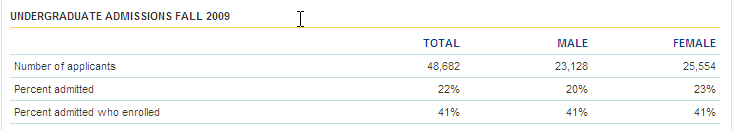 UNDERGRADUATE ADMISSIONS FALL 2009
TOTAL MALE FEMALE
Number of applicants 48,682 23,128 25,554
Percent admitted 22% 20% 23%
Percent admitted who enrolled 41% 41% 41%